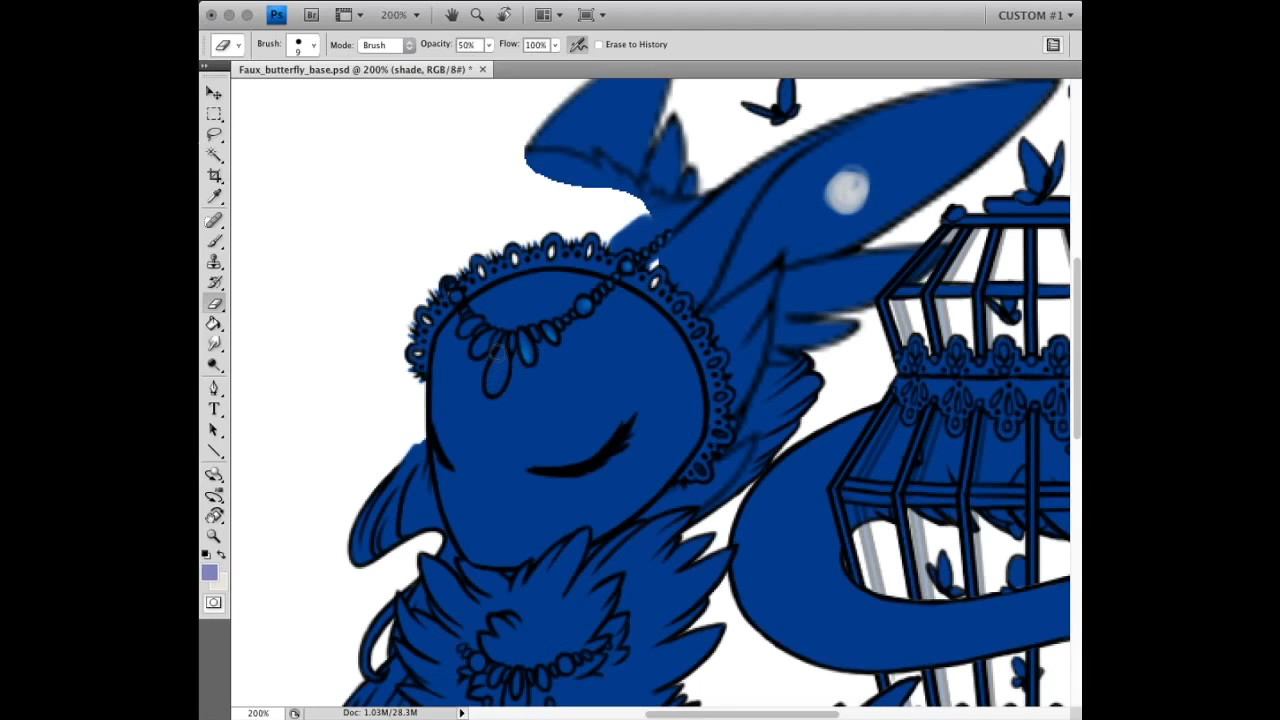 Ps Br 200% CUSTOM #1
Brush: 9 Mode: Brush Opacity: 50% Flow: 100% Erase to History
Faux_butterfly_base.psd @ 200% (shade, RGB/8#) *
T
200% Doc: 1.03M/28.3M